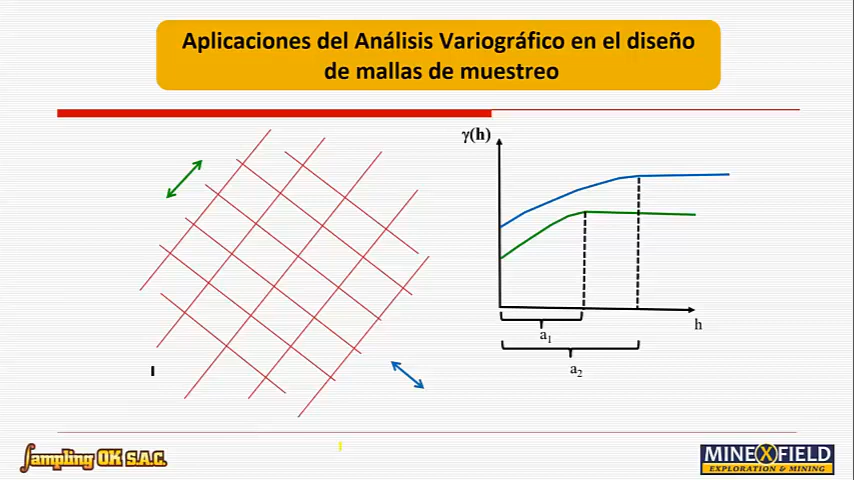 Aplicaciones del Análisis Variográfico en el diseño
de mallas de muestreo
γ(h)
h
a₁
a₂
Sampling OK S.A.C.
MINEXFIELD
EXPLORATION & MINING